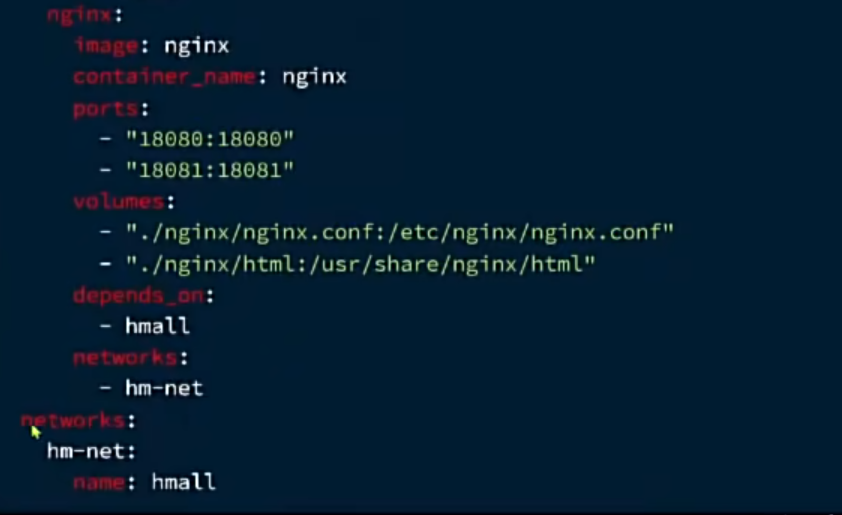 nginx:
image: nginx
container_name: nginx
ports:
- "18080:18080"
- "18081:18081"
volumes:
- "./nginx/nginx.conf:/etc/nginx/nginx.conf"
- "./nginx/html:/usr/share/nginx/html"
depends_on:
- hmall
networks:
- hm-net
networks:
hm-net:
name: hmall